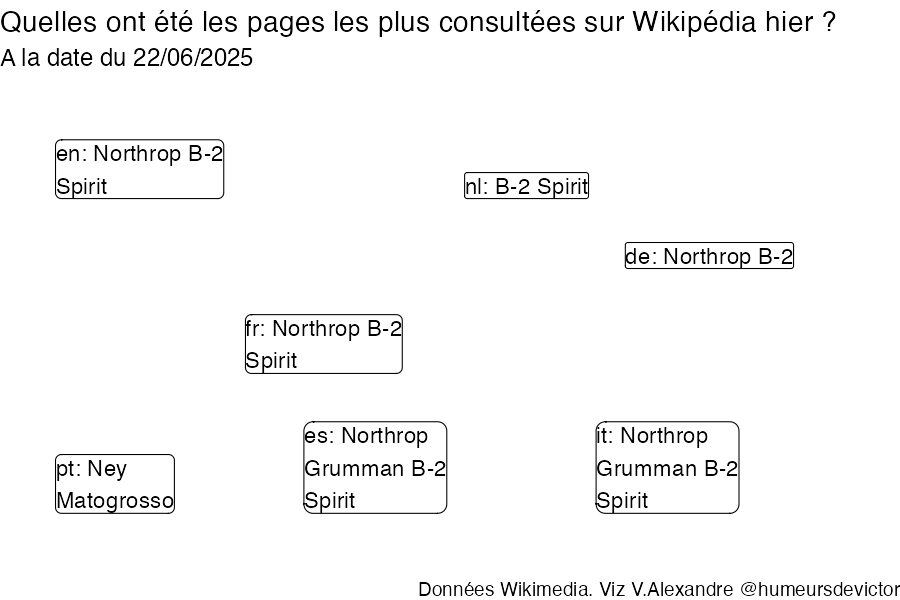 Quelles ont été les pages les plus consultées sur Wikipédia hier ?
A la date du 22/06/2025
en: Northrop B-2
Spirit
nl: B-2 Spirit
de: Northrop B-2
fr: Northrop B-2
Spirit
pt: Ney
Matogrosso
es: Northrop
Grumman B-2
Spirit
it: Northrop
Grumman B-2
Spirit
Données Wikimedia. Viz V.Alexandre @humeursdevictor